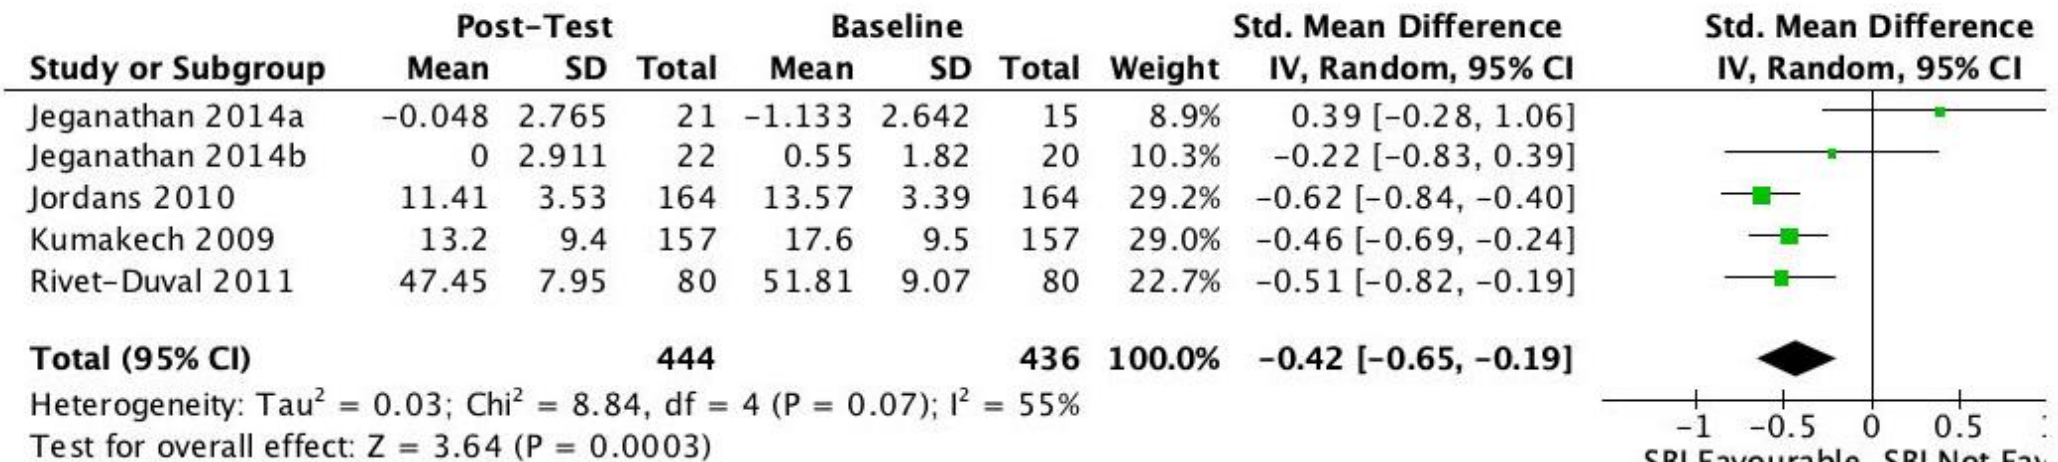 Post-Test Baseline Std. Mean Difference Std. Mean Difference
Study or Subgroup Mean SD Total Mean SD Total Weight IV, Random, 95% CI IV, Random, 95% CI
Jeganathan 2014a -0.048 2.765 21 -1.133 2.642 15 8.9% 0.39 [-0.28, 1.06]
Jeganathan 2014b 0 2.911 22 0.55 1.82 20 10.3% -0.22 [-0.83, 0.39]
Jordans 2010 11.41 3.53 164 13.57 3.39 164 29.2% -0.62 [-0.84, -0.40]
Kumakech 2009 13.2 9.4 157 17.6 9.5 157 29.0% -0.46 [-0.69, -0.24]
Rivet-Duval 2011 47.45 7.95 80 51.81 9.07 80 22.7% -0.51 [-0.82, -0.19]
Total (95% CI) 444 436 100.0% -0.42 [-0.65, -0.19]
Heterogeneity: Tau² = 0.03; Chi² = 8.84, df = 4 (P = 0.07); I² = 55%
Test for overall effect: Z = 3.64 (P = 0.0003)
-1 -0.5 0 0.5
Favourable Not